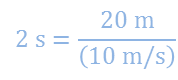 2 s = 20 m / (10 m/s)